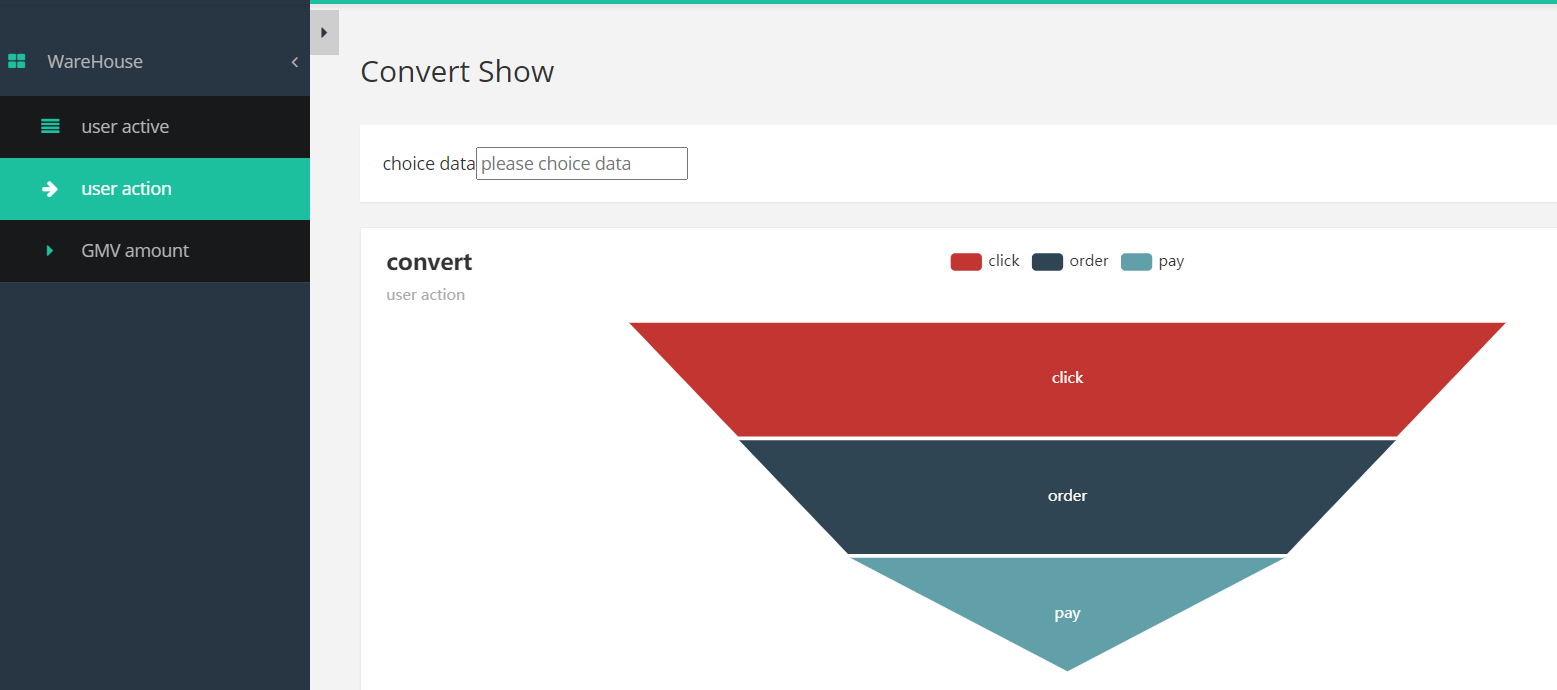 WareHouse
user active
user action
GMV amount
Convert Show
choice data please choice data
convert
user action
click order pay
click
order
pay